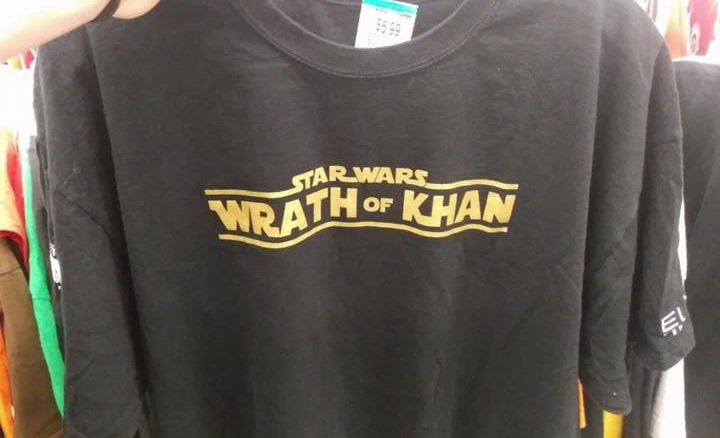 $6.99
STAR WARS
WRATH OF KHAN